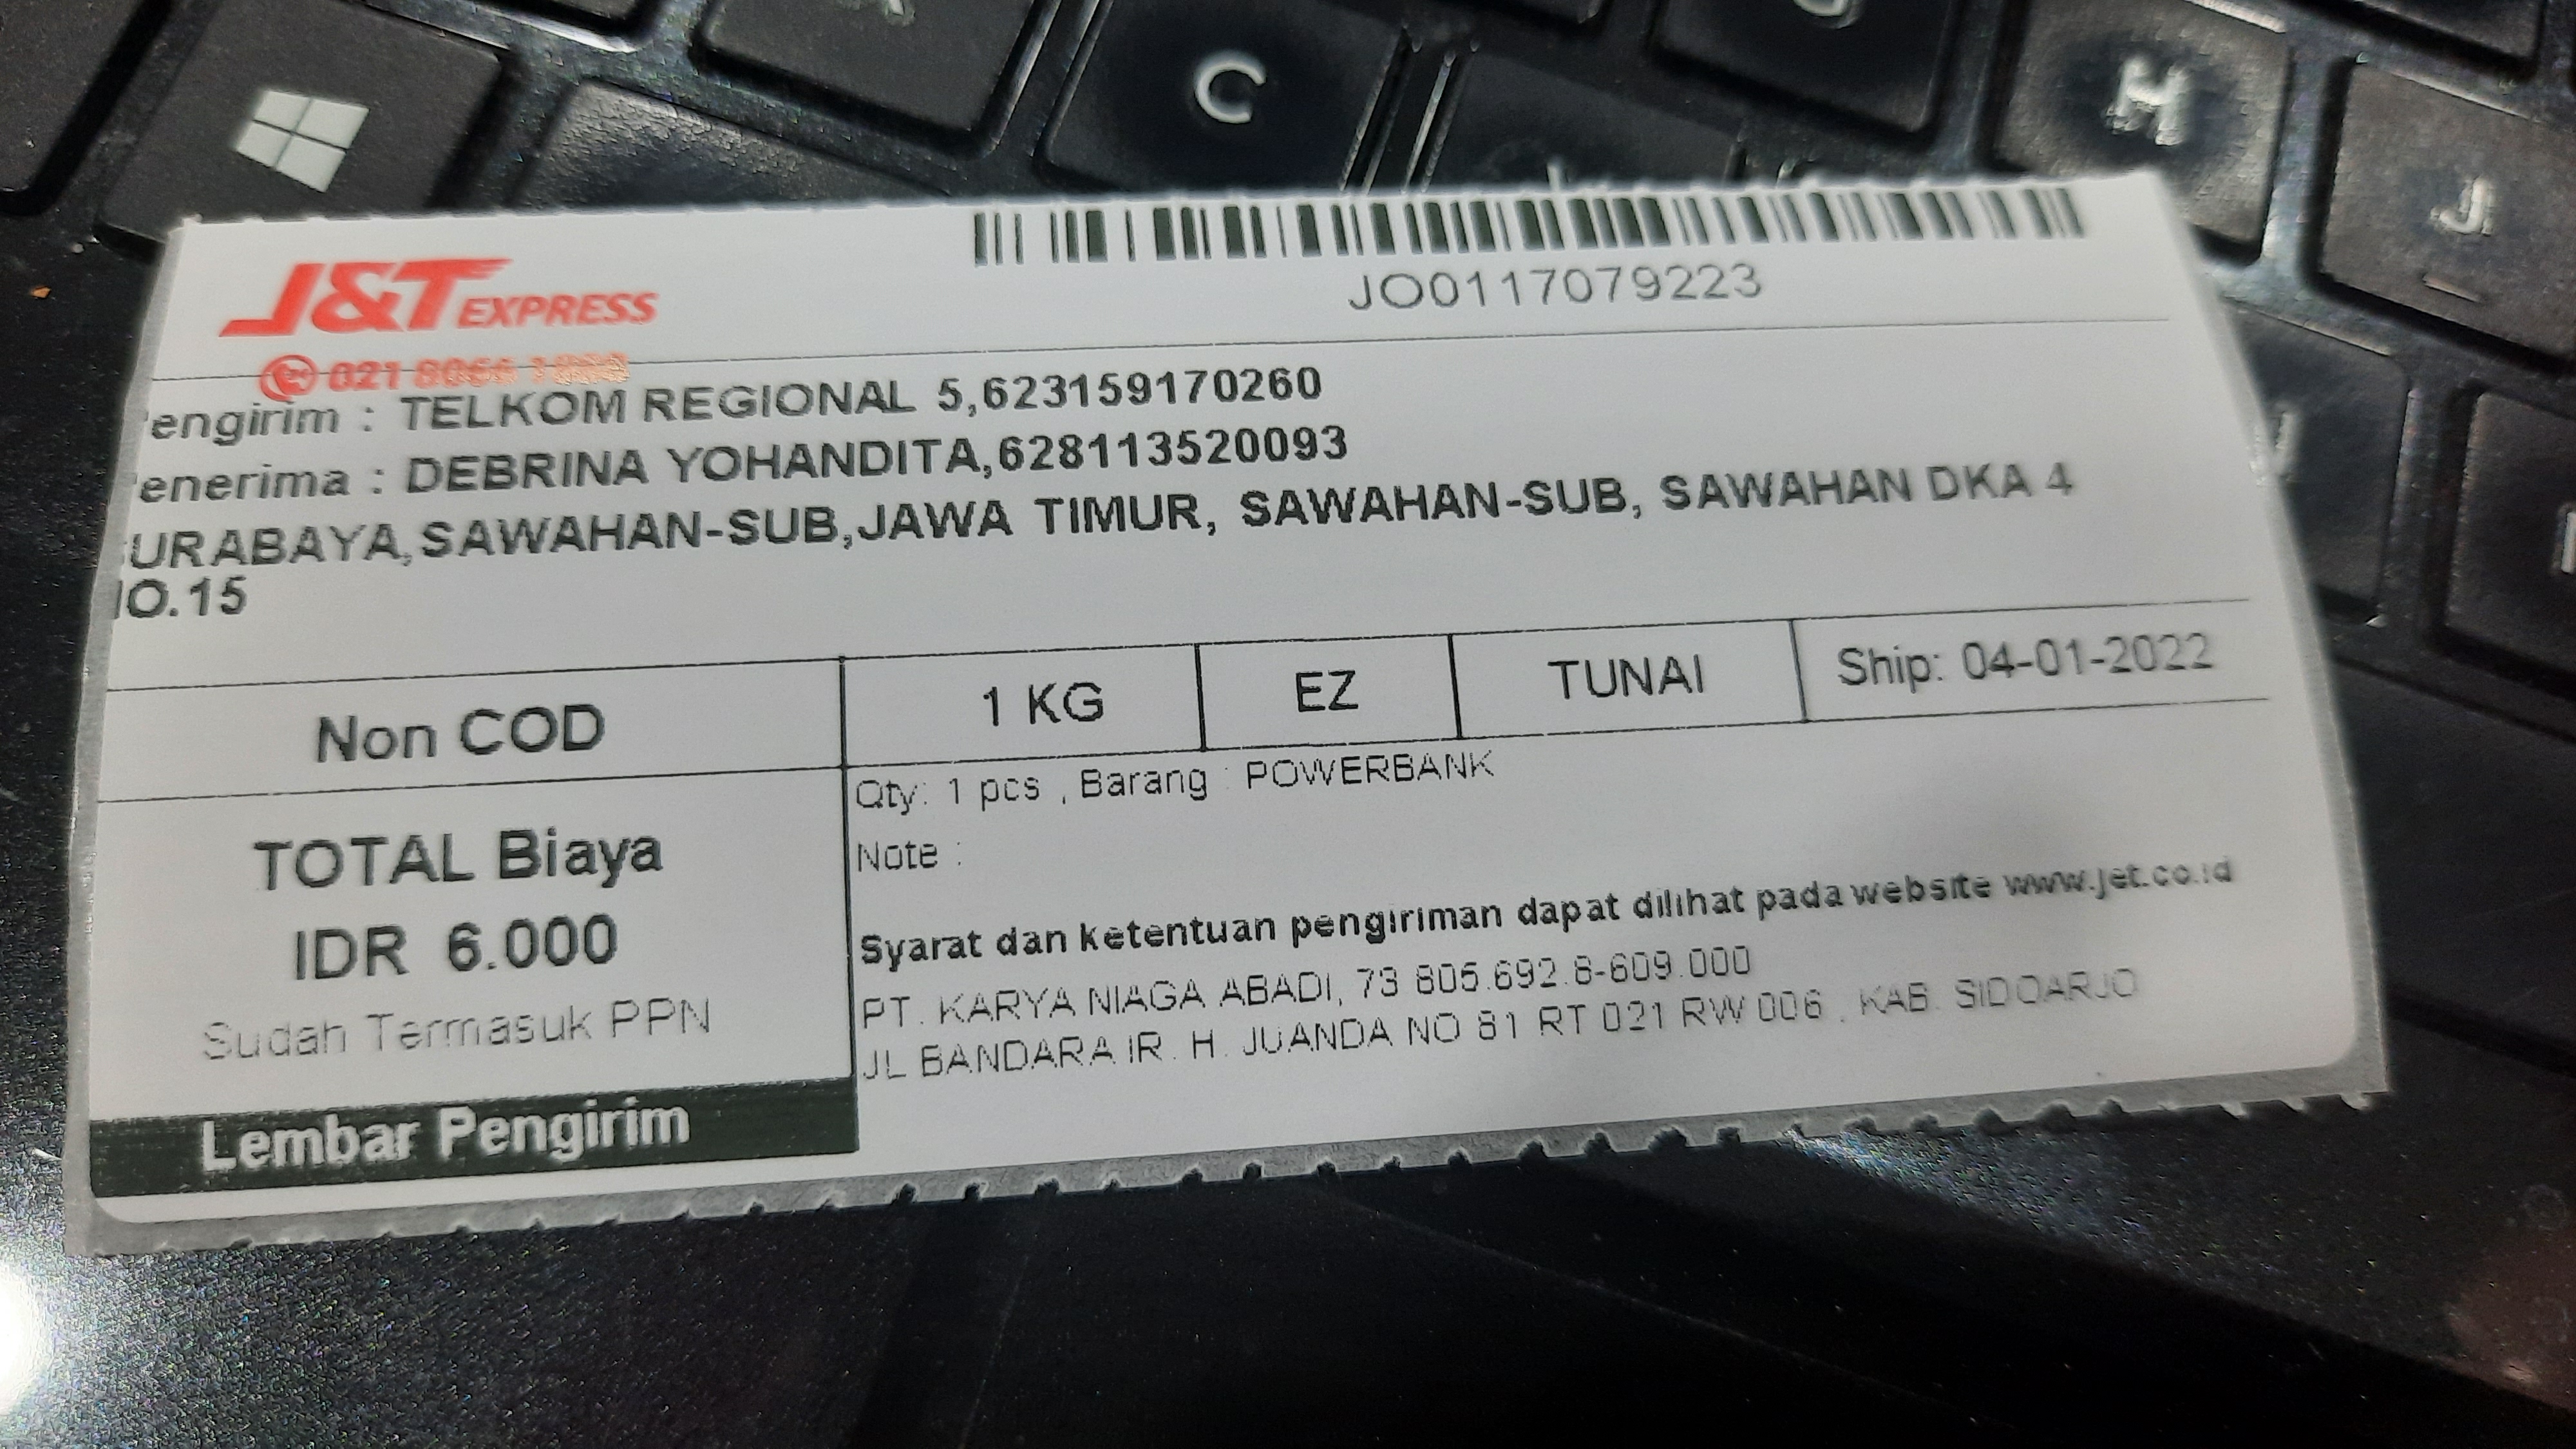 J&T EXPRESS
JO0117079223
engirim : TELKOM REGIONAL 5,623159170260
enerima : DEBRINA YOHANDITA,6281135200​93
URABAYA,SAWAHAN-SUB,JAWA TIMUR, SAWAHAN-SUB, SAWAHAN DKA 4
O.15
Non COD
1 KG
EZ
TUNAI
Ship: 04-01-2022
TOTAL Biaya
IDR 6.000
Sudah Termasuk PPN
Lembar Pengirim
Qty: 1 pcs , Barang : POWERBANK
Note :
Syarat dan ketentuan pengiriman dapat dilihat pada website www.jet.co.id
PT. KARYA NIAGA ABADI, 73.805.692.8-609.000
JL BANDARA IR. H. JUANDA NO 81 RT 021 RW 006 , KAB. SIDOARJO
C
J